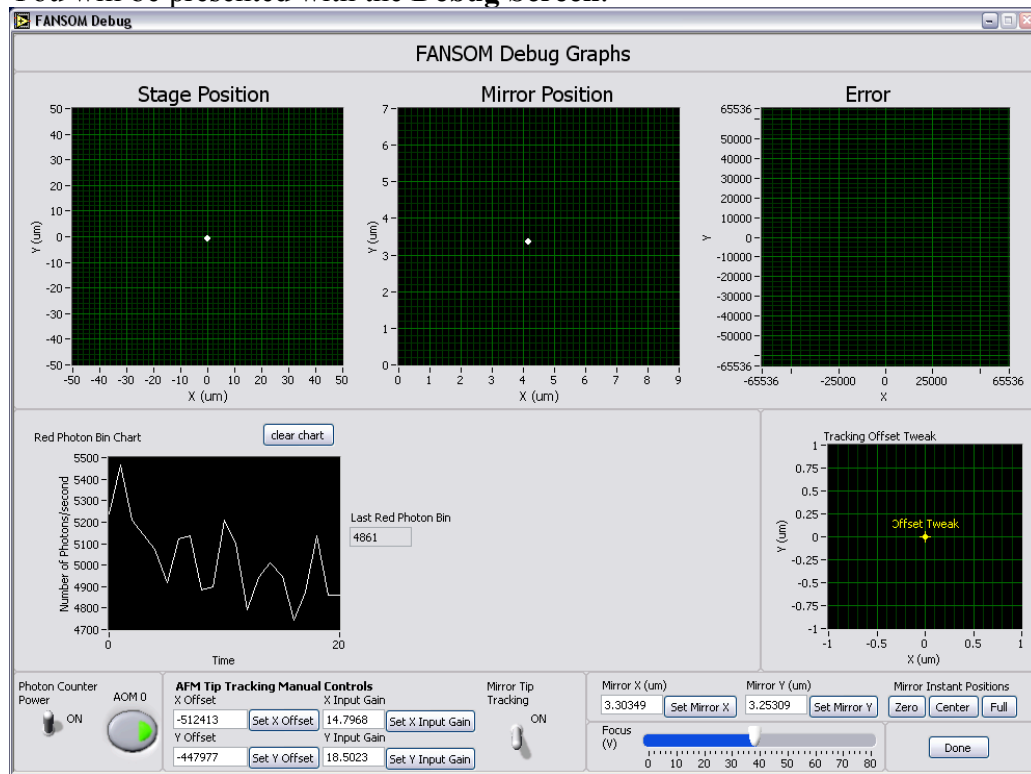 You will be presented with the Debug Screen.
FANSOM Debug
FANSOM Debug Graphs
Stage Position
50
40
30
20
10
0
-10
-20
-30
-40
-50
Y (um)
-50 -40 -30 -20 -10 0 10 20 30 40 50
X (um)
Mirror Position
7
6
5
4
3
2
1
0
Y (um)
0 1 2 3 4 5 6 7 8 9
X (um)
Error
65536
50000
40000
30000
20000
10000
0
-10000
-20000
-30000
-40000
-50000
-65536
Y
-65536 -25000 0 25000 65536
X
Red Photon Bin Chart
clear chart
5500
5400
5300
5200
5100
5000
4900
4800
4700
Number of Photons/second
0 20
Time
Last Red Photon Bin
4861
Tracking Offset Tweak
1
0.75
0.5
0.25
0
-0.25
-0.5
-0.75
-1
Y (um)
Offset Tweak
-1 -0.5 0 0.5 1
X (um)
Photon Counter
Power
ON
AOM 0
AFM Tip Tracking Manual Controls
X Offset X Input Gain
-512413 Set X Offset 14.7968 Set X Input Gain
Y Offset Y Input Gain
-447977 Set Y Offset 18.5023 Set Y Input Gain
Mirror Tip
Tracking
ON
Mirror X (um) Mirror Y (um)
3.30349 Set Mirror X 3.25309 Set Mirror Y
Mirror Instant Positions
Zero Center Full
Focus
(V)
0 10 20 30 40 50 60 70 80
Done